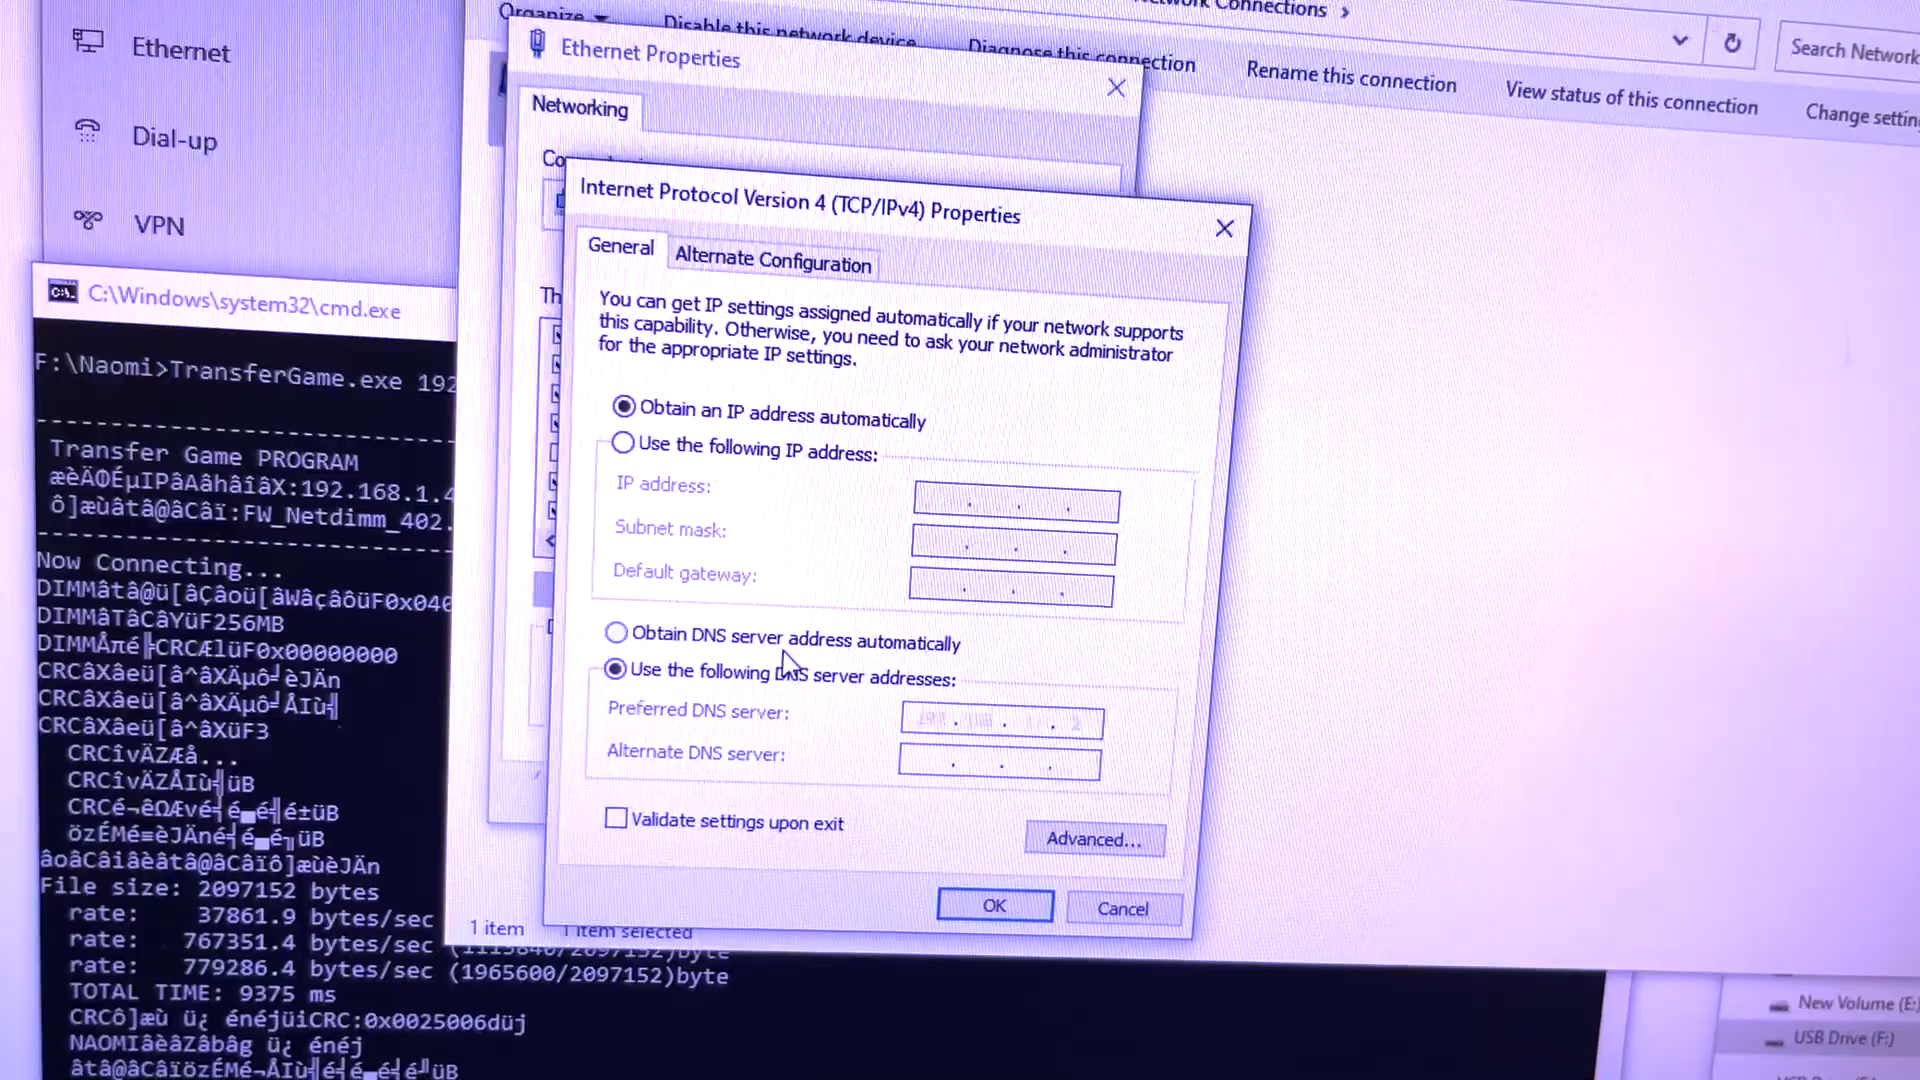 Ethernet
Dial-up
VPN
Organize
Disable this network device
Diagnose this connection
Rename this connection
View status of this connection
Change settin
Connections
Search Network
Ethernet Properties
Networking
Internet Protocol Version 4 (TCP/IPv4) Properties
General
Alternate Configuration
You can get IP settings assigned automatically if your network supports
this capability. Otherwise, you need to ask your network administrator
for the appropriate IP settings.
Obtain an IP address automatically
Use the following IP address:
IP address:
Subnet mask:
Default gateway:
Obtain DNS server address automatically
Use the following DNS server addresses:
Preferred DNS server:
Alternate DNS server:
Validate settings upon exit
Advanced...
OK
Cancel
1 item
1 item selected
C:\Windows\system32\cmd.exe
F:\Naomi>TransferGame.exe 192
Transfer Game PROGRAM
:192.168.1.4
:FW_Netdimm_402.
Now Connecting...
File size: 2097152 bytes
rate: 37861.9 bytes/sec
rate: 767351.4 bytes/sec (1113840/2097152)byte
rate: 779286.4 bytes/sec (1965600/2097152)byte
TOTAL TIME: 9375 ms
New Volume (E:
USB Drive (F:)